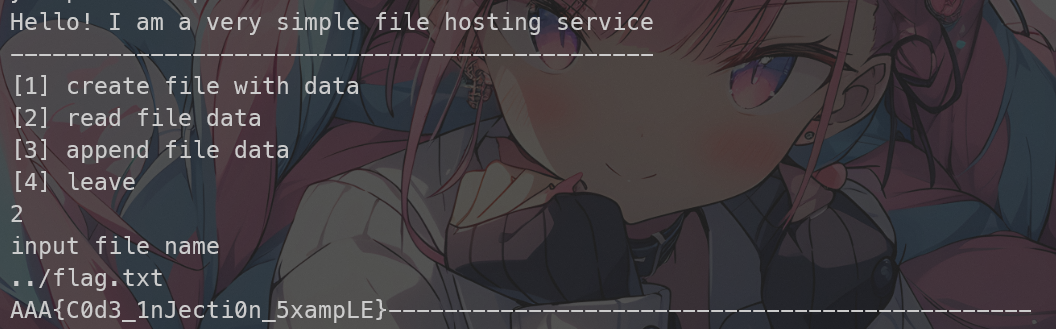 Hello! I am a very simple file hosting service
----------------------------------------------
[1] create file with data
[2] read file data
[3] append file data
[4] leave
2
input file name
../flag.txt
AAA{C0d3_1nJecti0n_5xampLE}----------------------------------------------